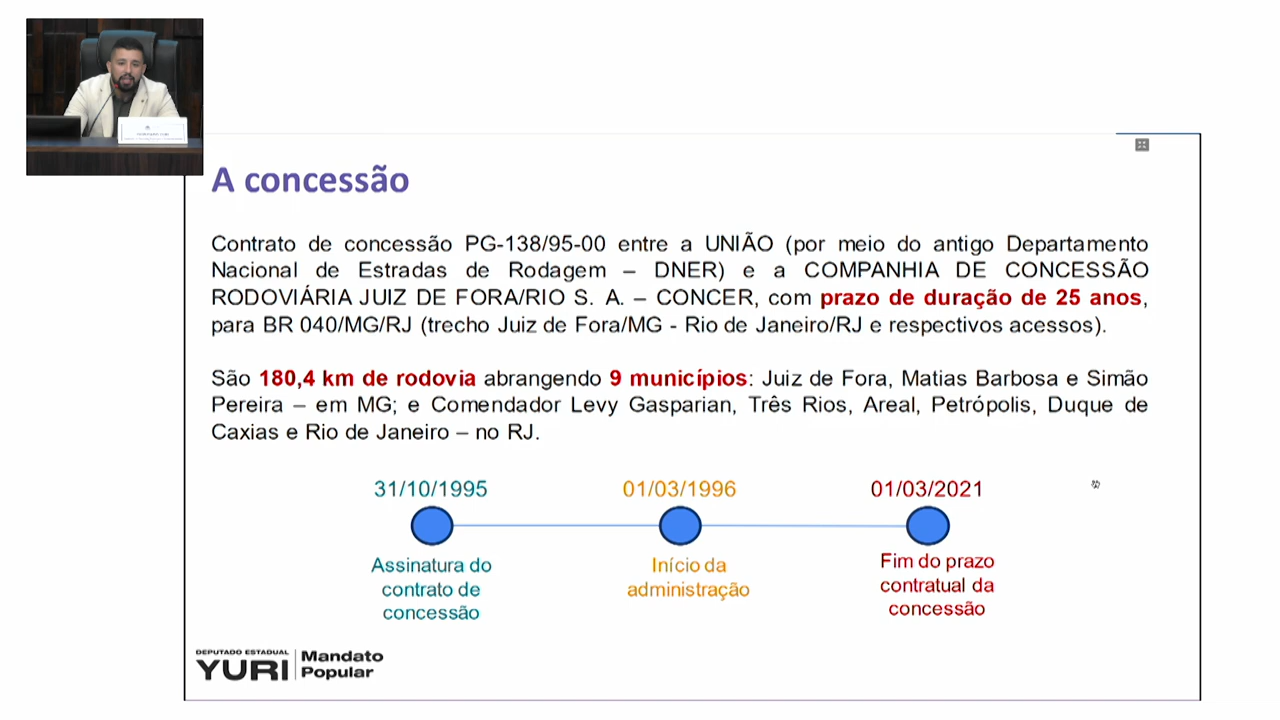 A concessão
Contrato de concessão PG-138/95-00 entre a UNIÃO (por meio do antigo Departamento
Nacional de Estradas de Rodagem – DNER) e a COMPANHIA DE CONCESSÃO
RODOVIÁRIA JUIZ DE FORA/RIO S. A. – CONCER, com prazo de duração de 25 anos,
para BR 040/MG/RJ (trecho Juiz de Fora/MG - Rio de Janeiro/RJ e respectivos acessos).
São 180,4 km de rodovia abrangendo 9 municípios: Juiz de Fora, Matias Barbosa e Simão
Pereira – em MG; e Comendador Levy Gasparian, Três Rios, Areal, Petrópolis, Duque de
Caxias e Rio de Janeiro – no RJ.
31/10/1995
01/03/1996
01/03/2021
Assinatura do
contrato de
concessão
Início da
administração
Fim do prazo
contratual da
concessão
DEPUTADO ESTADUAL
YURI
Mandato
Popular